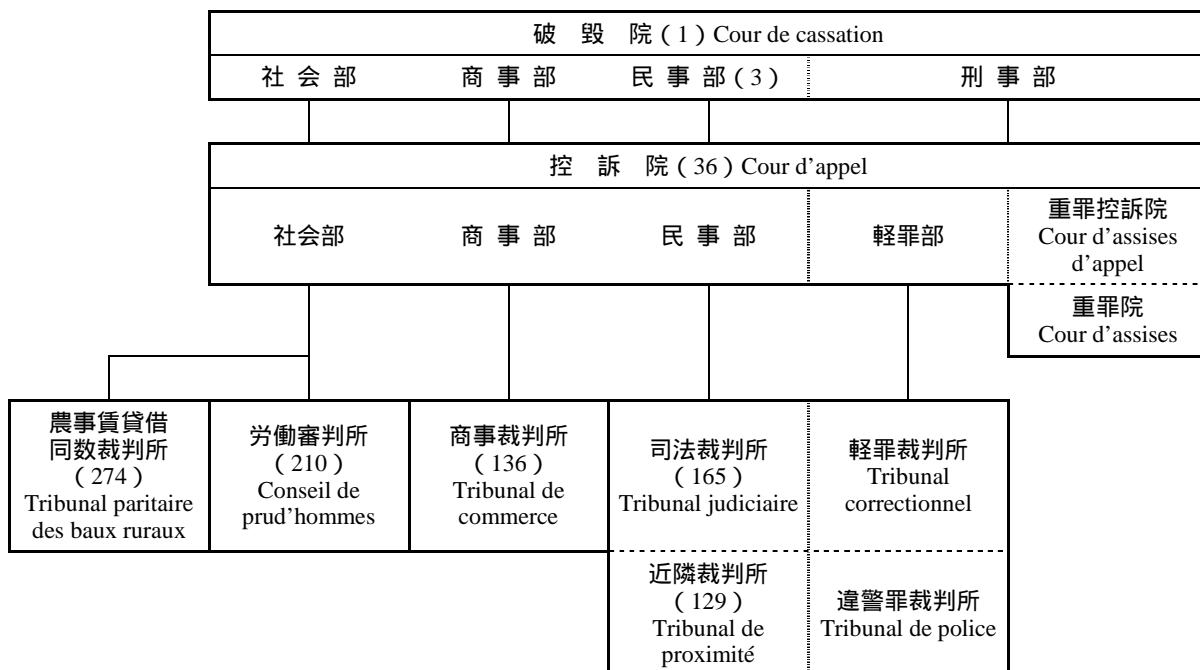 破 毀 院 ( 1 ) Cour de cassation
社 会 部 商 事 部 民 事 部 ( 3 ) 刑 事 部
控 訴 院 ( 36 ) Cour d’appel
社会部 商 事 部 民 事 部 軽罪部
重罪控訴院
Cour d'assises
d’appel
重罪院
Cour d’assises
農事賃貸借
同数裁判所
( 274 )
Tribunal paritaire
des baux ruraux
労働審判所
( 210 )
Conseil de
prud’hommes
商事裁判所
( 136 )
Tribunal de
commerce
司法裁判所
( 165 )
Tribunal judiciaire
軽罪裁判所
Tribunal
correctionnel
近隣裁判所
( 129 )
Tribunal de
proximité
違警罪裁判所
Tribunal de police